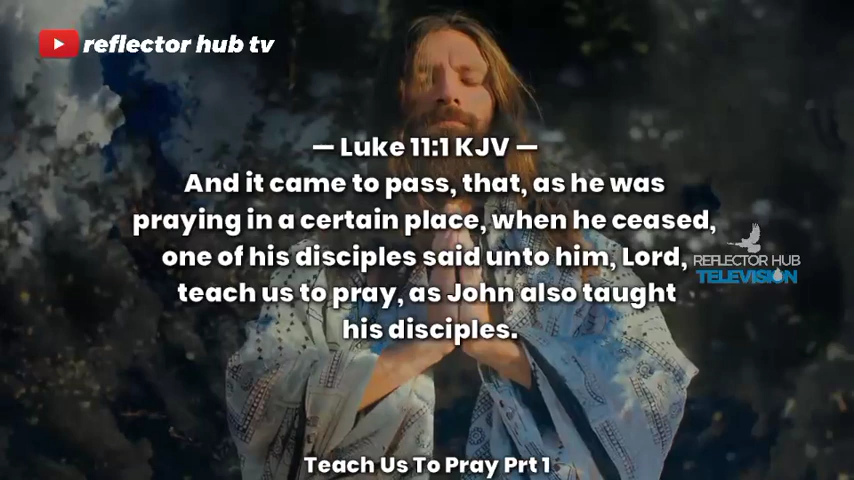 reflector hub tv
— Luke 11:1 KJV —
And it came to pass, that, as he was
praying in a certain place, when he ceased,
one of his disciples said unto him, Lord,
teach us to pray, as John also taught
his disciples.
REFLECTOR HUB
TELEVISION
Teach Us To Pray Prt 1